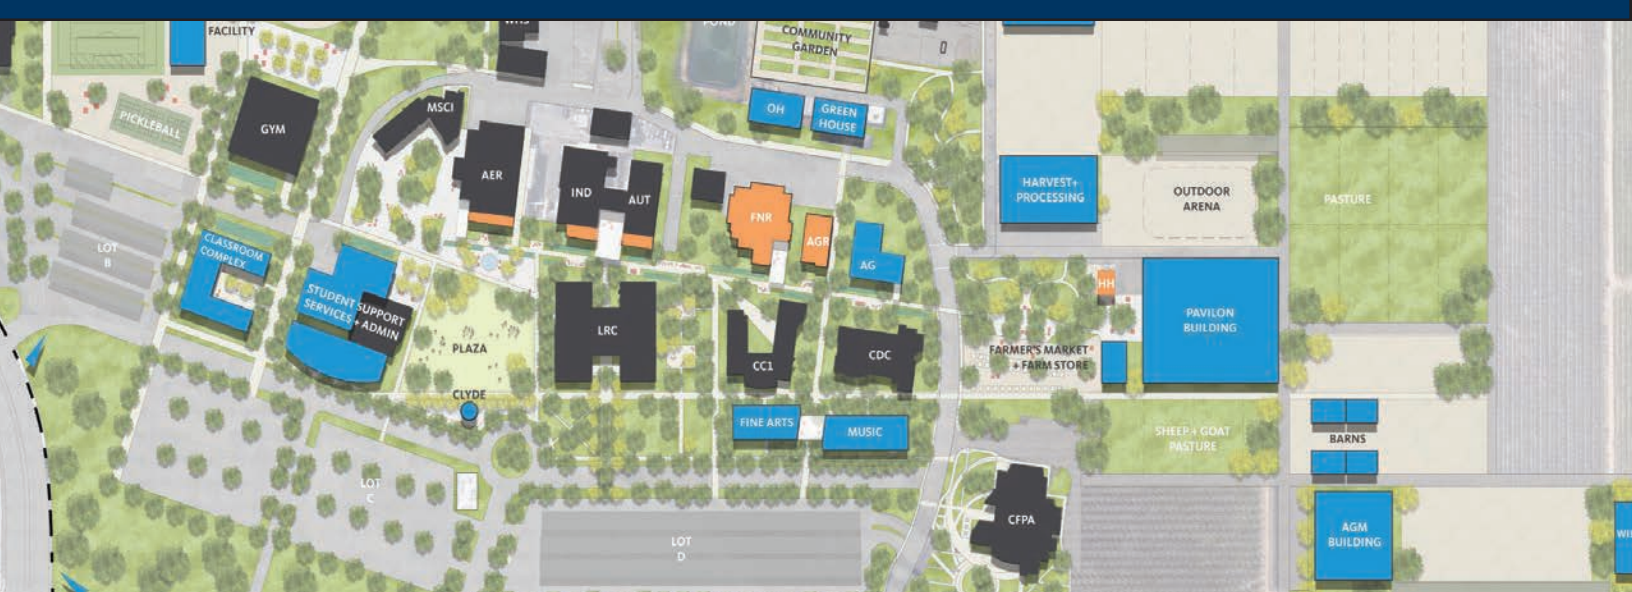 FACILITY
COMMUNITY
GARDEN
MSCI
PICKLEBALL
GYM
OH
GREEN
HOUSE
AER
IND
AUT
HARVEST+
PROCESSING
OUTDOOR
ARENA
PASTURE
FNR
AGR
AG
LOT
B
CLASSROOM
COMPLEX
STUDENT SUPPORT
SERVICES + ADMIN
HH
PAVILON
BUILDING
LRC
PLAZA
CC1
CDC
FARMER'S MARKET
+ FARM STORE
CLYDE
FINE ARTS
MUSIC
SHEEP + GOAT
PASTURE
BARNS
LOT
C
CFPA
LOT
D
AGM
BUILDING